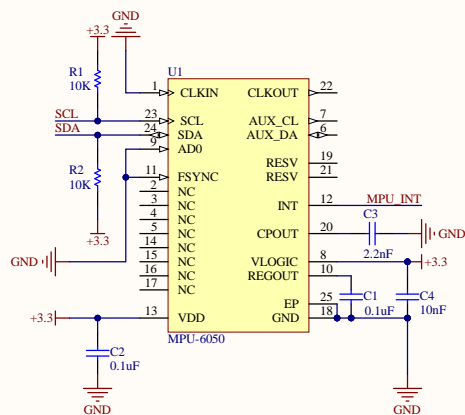 GND
+3.3
U1
R1
10K
1 CLKIN CLKOUT 22
SCL 23 SCL AUX_CL 7
SDA 24 SDA AUX_DA 6
9 AD0
RESV 19
R2
10K
11 FSYNC RESV 21
2 NC
3 NC INT 12 MPU_INT
4 NC
5 NC CPOUT 20 C3 GND
2.2nF
+3.3
14 NC
GND 15 NC VLOGIC 8 +3.3
16 NC REGOUT 10
17 NC
C1
0.1uF
C4
10nF
EP 25
+3.3 13 VDD GND 18
MPU-6050
C2
0.1uF
GND
GND